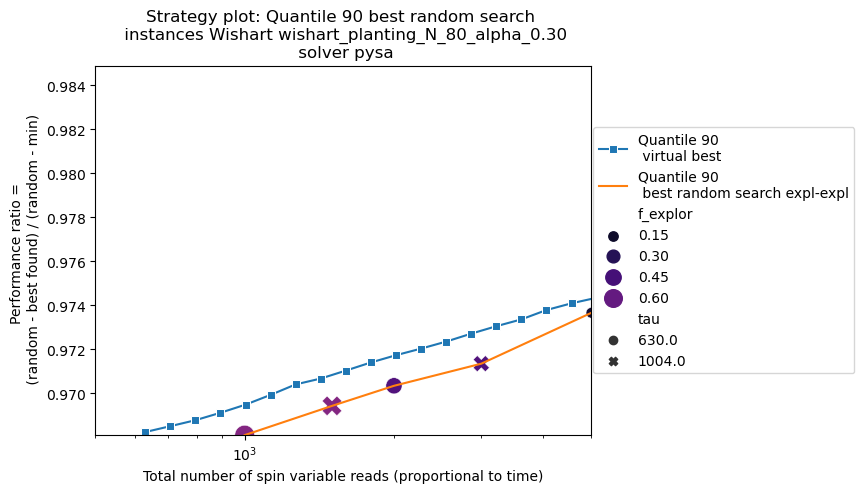 Strategy plot: Quantile 90 best random search
instances Wishart wishart_planting_N_80_alpha_0.30
solver pysa
Performance ratio =
(random - best found) / (random - min)
0.984
0.982
0.980
0.978
0.976
0.974
0.972
0.970
10^3
Total number of spin variable reads (proportional to time)
Quantile 90
virtual best
Quantile 90
best random search expl-expl
f_explor
0.15
0.30
0.45
0.60
tau
630.0
1004.0